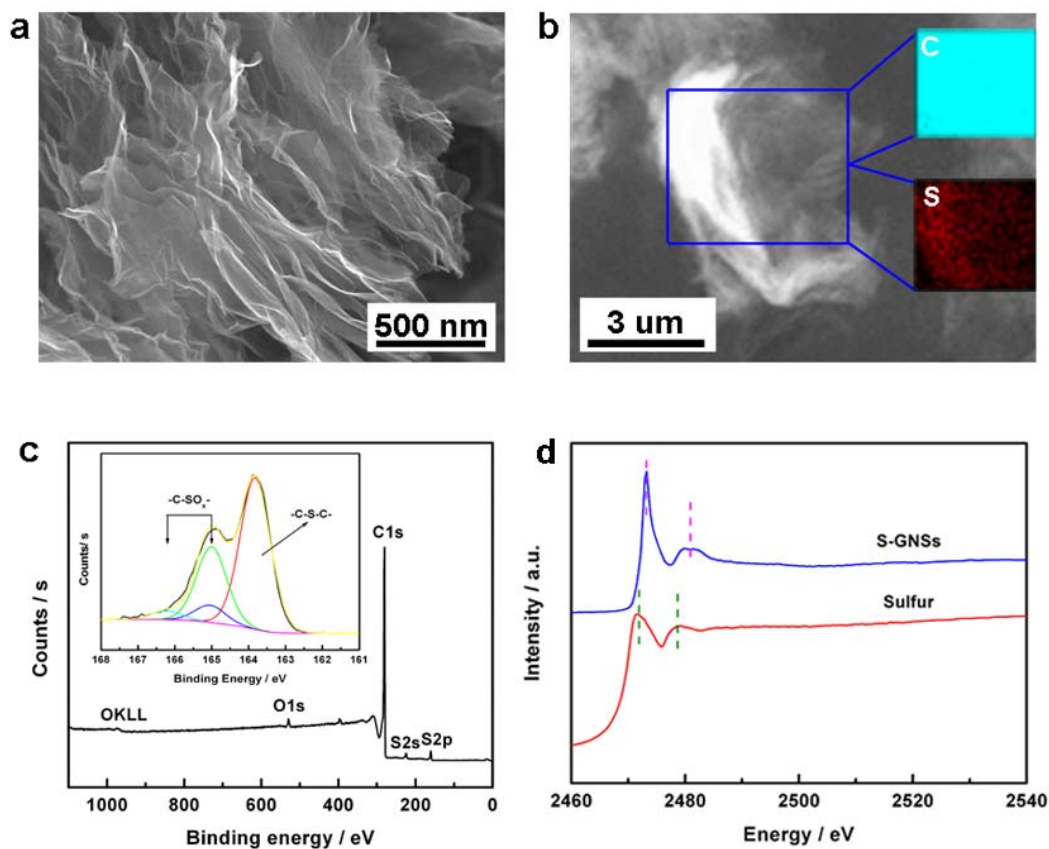 a
500 nm
b
C
S
3 um
c
-C-SOₓ-
-C-S-C-
Counts/ s
168 167 166 165 164 163 162 161
Binding Energy / eV
C1s
Counts / s
OKLL
O1s
S2s
S2p
1000 800 600 400 200 0
Binding energy / eV
d
S-GNSs
Sulfur
Intensity / a.u.
2460 2480 2500 2520 2540
Energy / eV